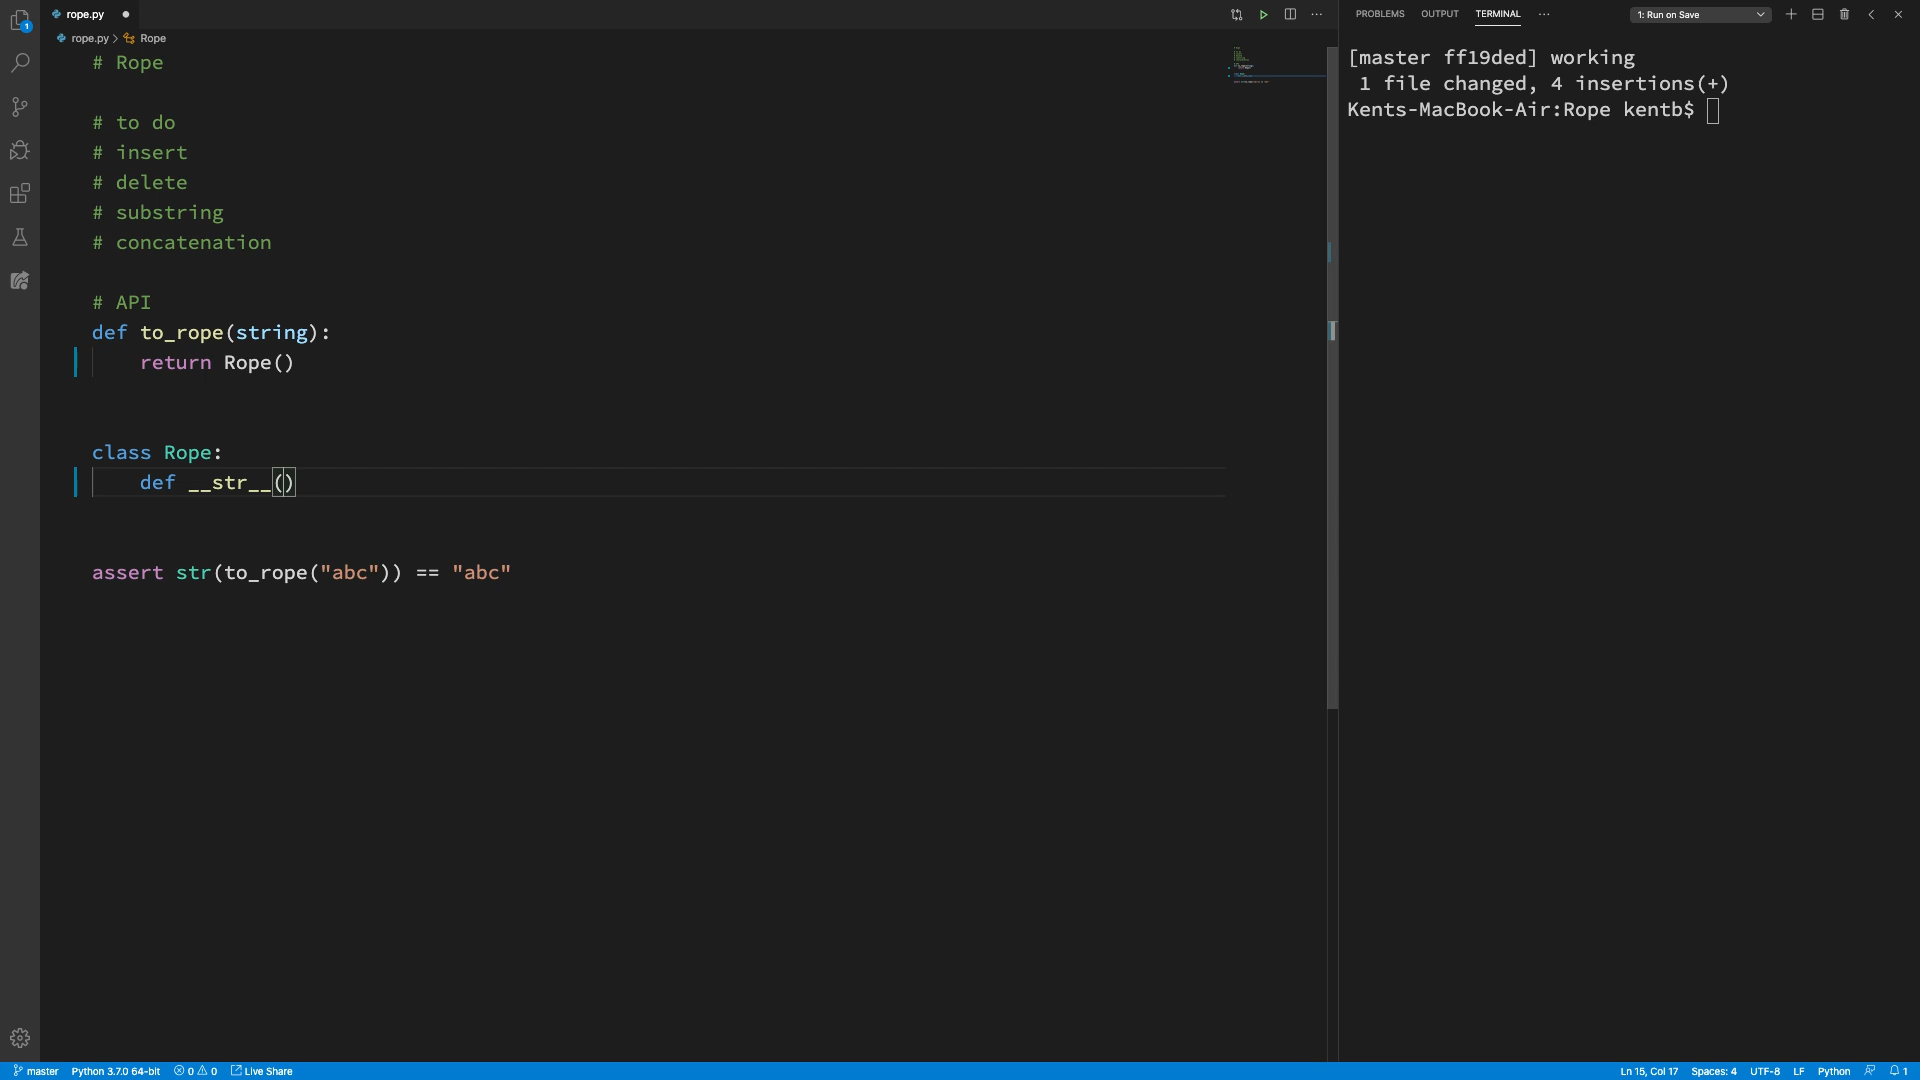 1
rope.py
rope.py > Rope
# Rope
# to do
# insert
# delete
# substring
# concatenation
# API
def to_rope(string):
return Rope()
class Rope:
def __str__()
assert str(to_rope("abc")) == "abc"
PROBLEMS OUTPUT TERMINAL ...
1: Run on Save
[master ff19ded] working
1 file changed, 4 insertions(+)
Kents-MacBook-Air:Rope kentb$
master Python 3.7.0 64-bit 0 0 Live Share
Ln 15, Col 17 Spaces: 4 UTF-8 LF Python 1